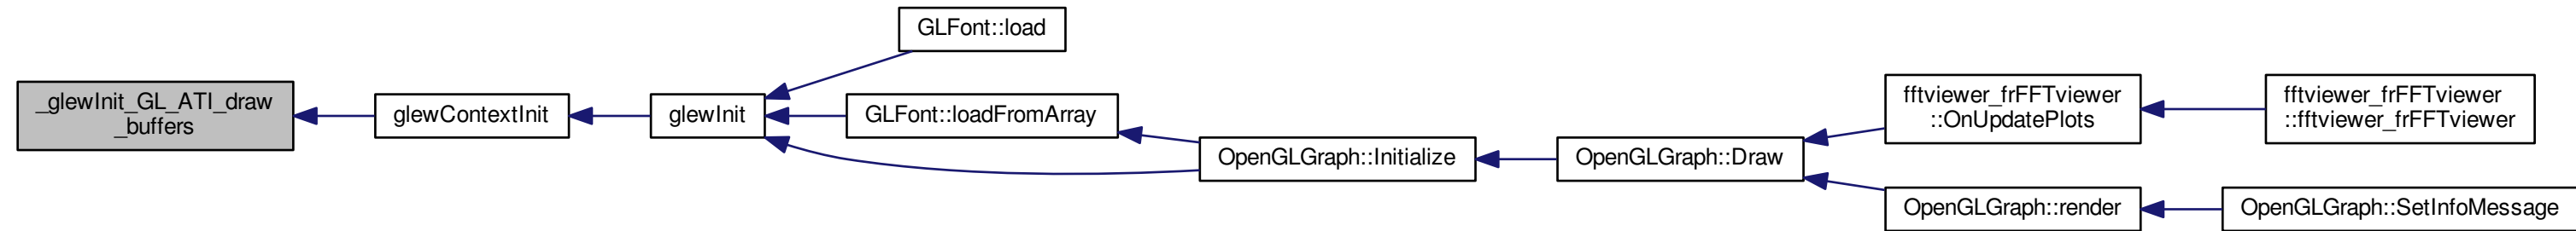 _glewInit_GL_ATI_draw
_buffers
glewContextInit
glewInit
GLFont::load
GLFont::loadFromArray
OpenGLGraph::Initialize
OpenGLGraph::Draw
fftviewer_frFFTviewer
::OnUpdatePlots
fftviewer_frFFTviewer
::fftviewer_frFFTviewer
OpenGLGraph::render
OpenGLGraph::SetInfoMessage